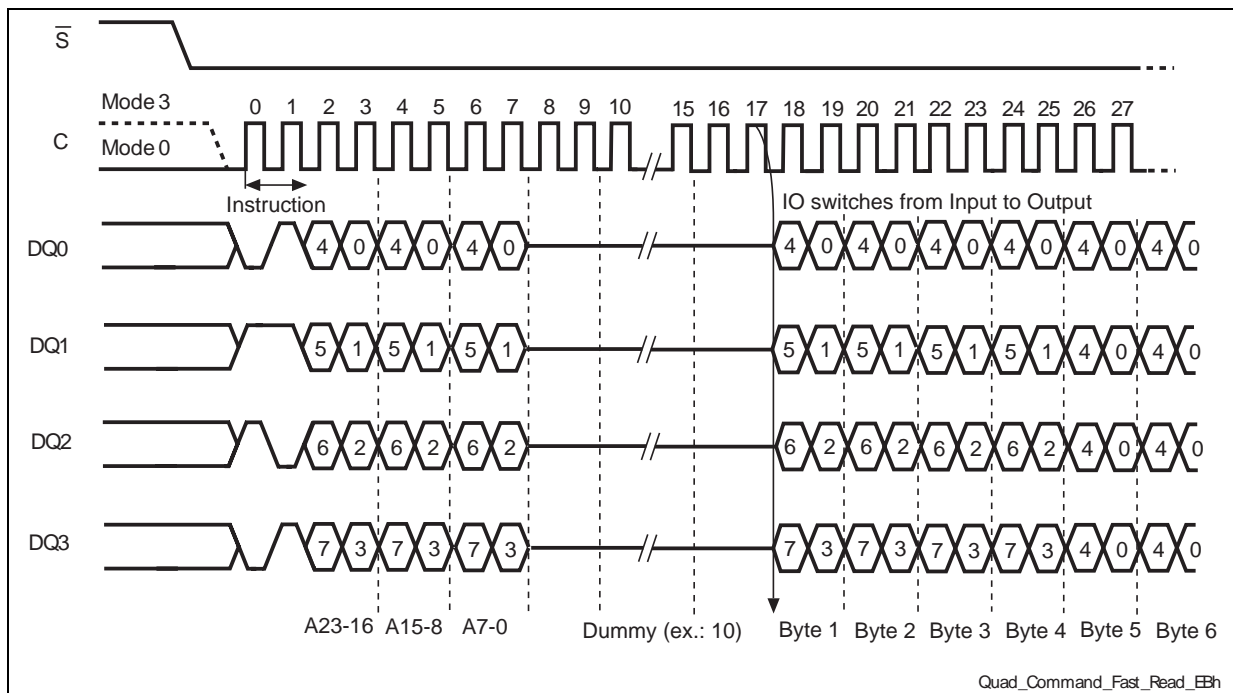 S
Mode 3
0 1 2 3 4 5 6 7 8 9 10 15 16 17 18 19 20 21 22 23 24 25 26 27
C
Mode 0
Instruction
IO switches from Input to Output
DQ0
4 0 4 0 4 0 4 0 4 0 4 0 4 0 4 0 4 0
DQ1
5 1 5 1 5 1 5 1 5 1 5 1 5 1 4 0 4 0
DQ2
6 2 6 2 6 2 6 2 6 2 6 2 6 2 4 0 4 0
DQ3
7 3 7 3 7 3 7 3 7 3 7 3 7 3 4 0 4 0
A23-16 A15-8 A7-0 Dummy (ex.: 10) Byte 1 Byte 2 Byte 3 Byte 4 Byte 5 Byte 6
Quad_Command_Fast_Read_EBh